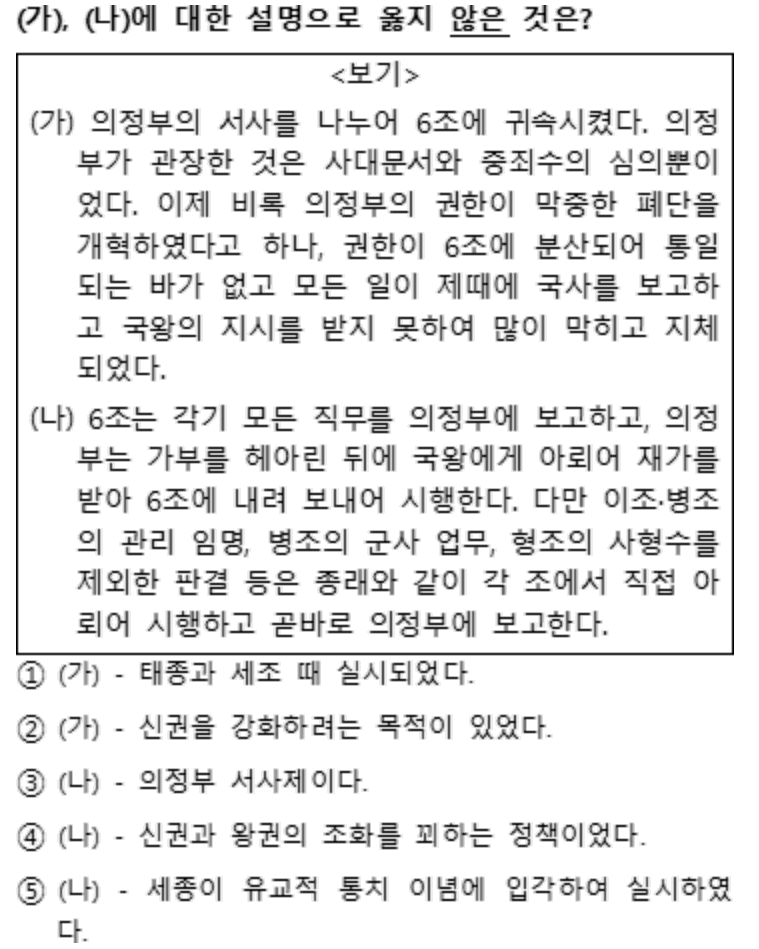 (가), (나)에 대한 설명으로 옳지 않은 것은?
<보기>
(가) 의정부의 서사를 나누어 6조에 귀속시켰다. 의정
부가 관장한 것은 사대문서와 중죄수의 심의뿐이
었다. 이제 비록 의정부의 권한이 막중한 폐단을
개혁하였다고 하나, 권한이 6조에 분산되어 통일
되는 바가 없고 모든 일이 제때에 국사를 보고하
고 국왕의 지시를 받지 못하여 많이 막히고 지체
되었다.
(나) 6조는 각기 모든 직무를 의정부에 보고하고, 의정
부는 가부를 헤아린 뒤에 국왕에게 아뢰어 재가를
받아 6조에 내려 보내어 시행한다. 다만 이조·병조
의 관리 임명, 병조의 군사 업무, 형조의 사형수를
제외한 판결 등은 종래와 같이 각 조에서 직접 아
뢰어 시행하고 곧바로 의정부에 보고한다.
① (가) - 태종과 세조 때 실시되었다.
② (가) - 신권을 강화하려는 목적이 있었다.
③ (나) - 의정부 서사제이다.
④ (나) - 신권과 왕권의 조화를 꾀하는 정책이었다.
⑤ (나) - 세종이 유교적 통치 이념에 입각하여 실시하였
다.